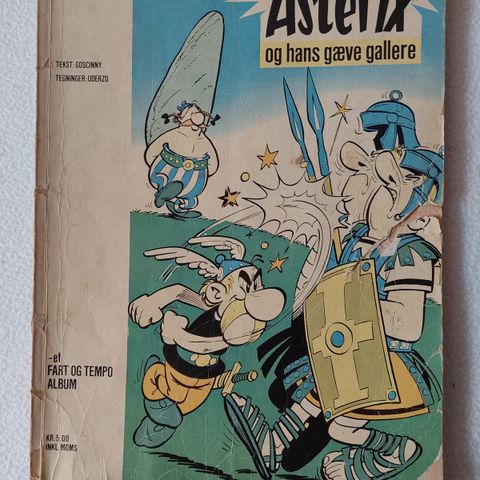 Asterix
og hans gæve gallere
TEKST: GOSCINNY
TEGNINGER: UDERZO
-et
FART OG TEMPO
ALBUM
KR. 5.00
INKL MOMS